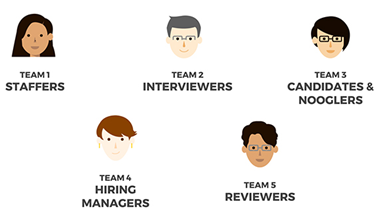 TEAM 1
STAFFERS
TEAM 2
INTERVIEWERS
TEAM 3
CANDIDATES &
NOOGLERS
TEAM 4
HIRING
MANAGERS
TEAM 5
REVIEWERS